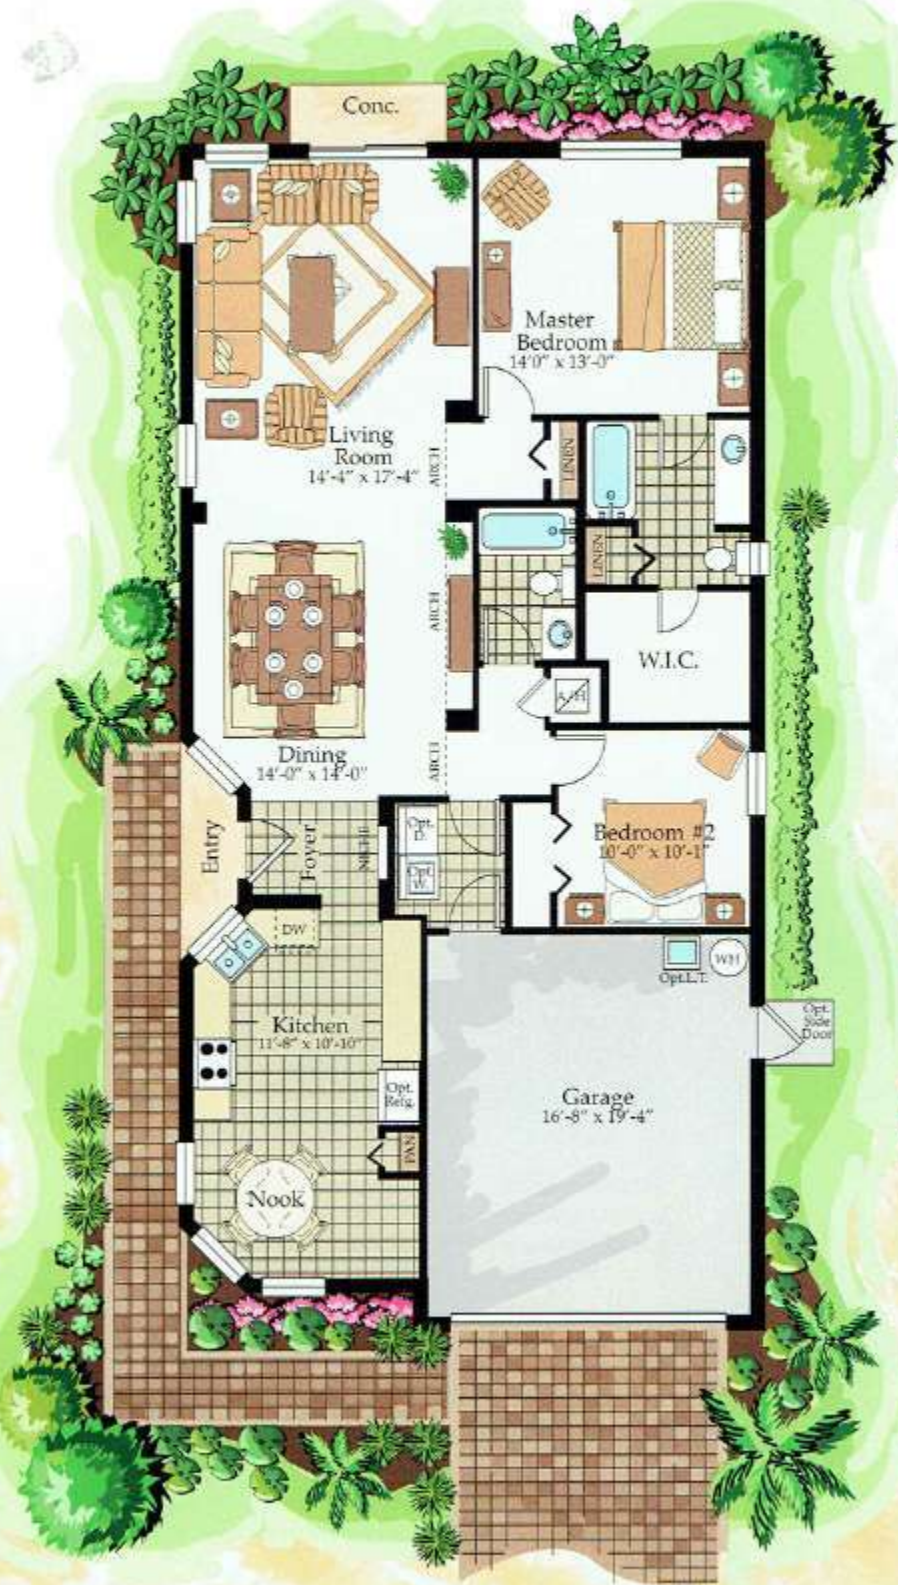 Conc.
Master
Bedroom
14'0" x 13'-0"
Living
Room
14'-4" x 17'-4"
ARCH
LINEN
LINEN
ARCH
W.I.C.
A/H
Dining
14'-0" x 14'-0"
ARCH
Entry
Foyer
NICHE
Opt.
D.
Opt.
W.
Bedroom #2
10'-0" x 10'-1"
DW
WH
Opt.L.T.
Kitchen
11'-8" x 10'-10"
Opt.
Side
Door
Opt.
Refg.
Garage
16'-8" x 19'-4"
PAN
Nook